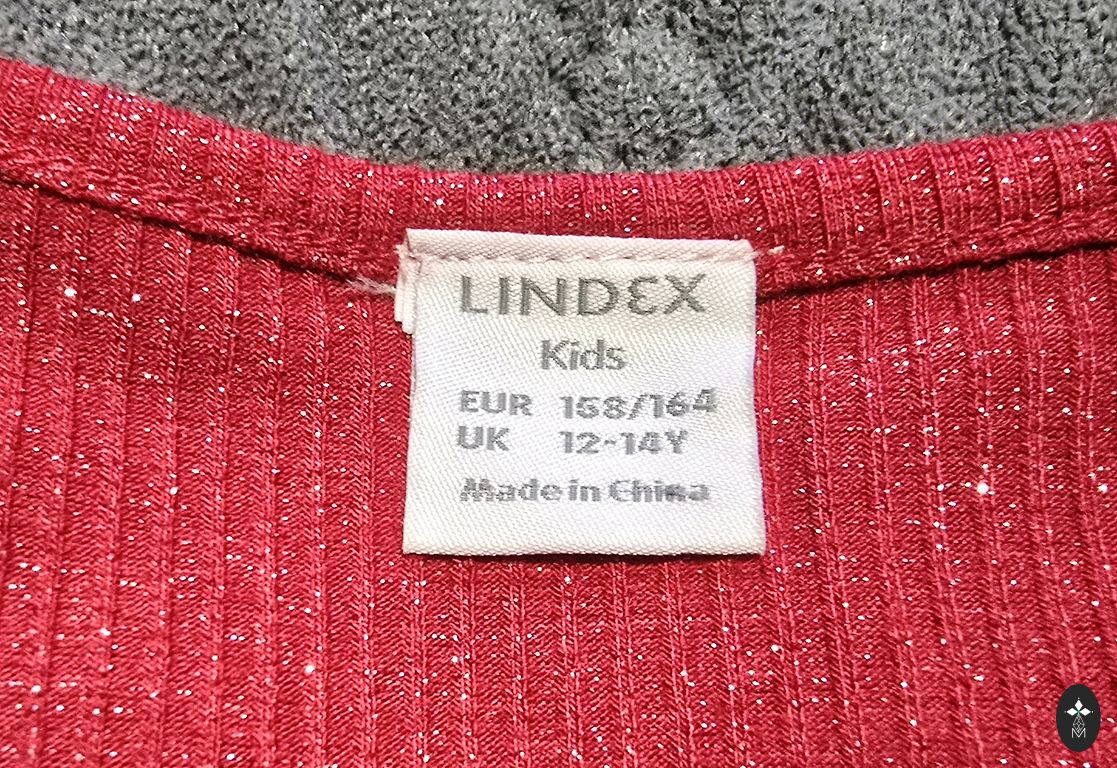 LINDEX
Kids
EUR 158/164
UK 12-14Y
Made in China